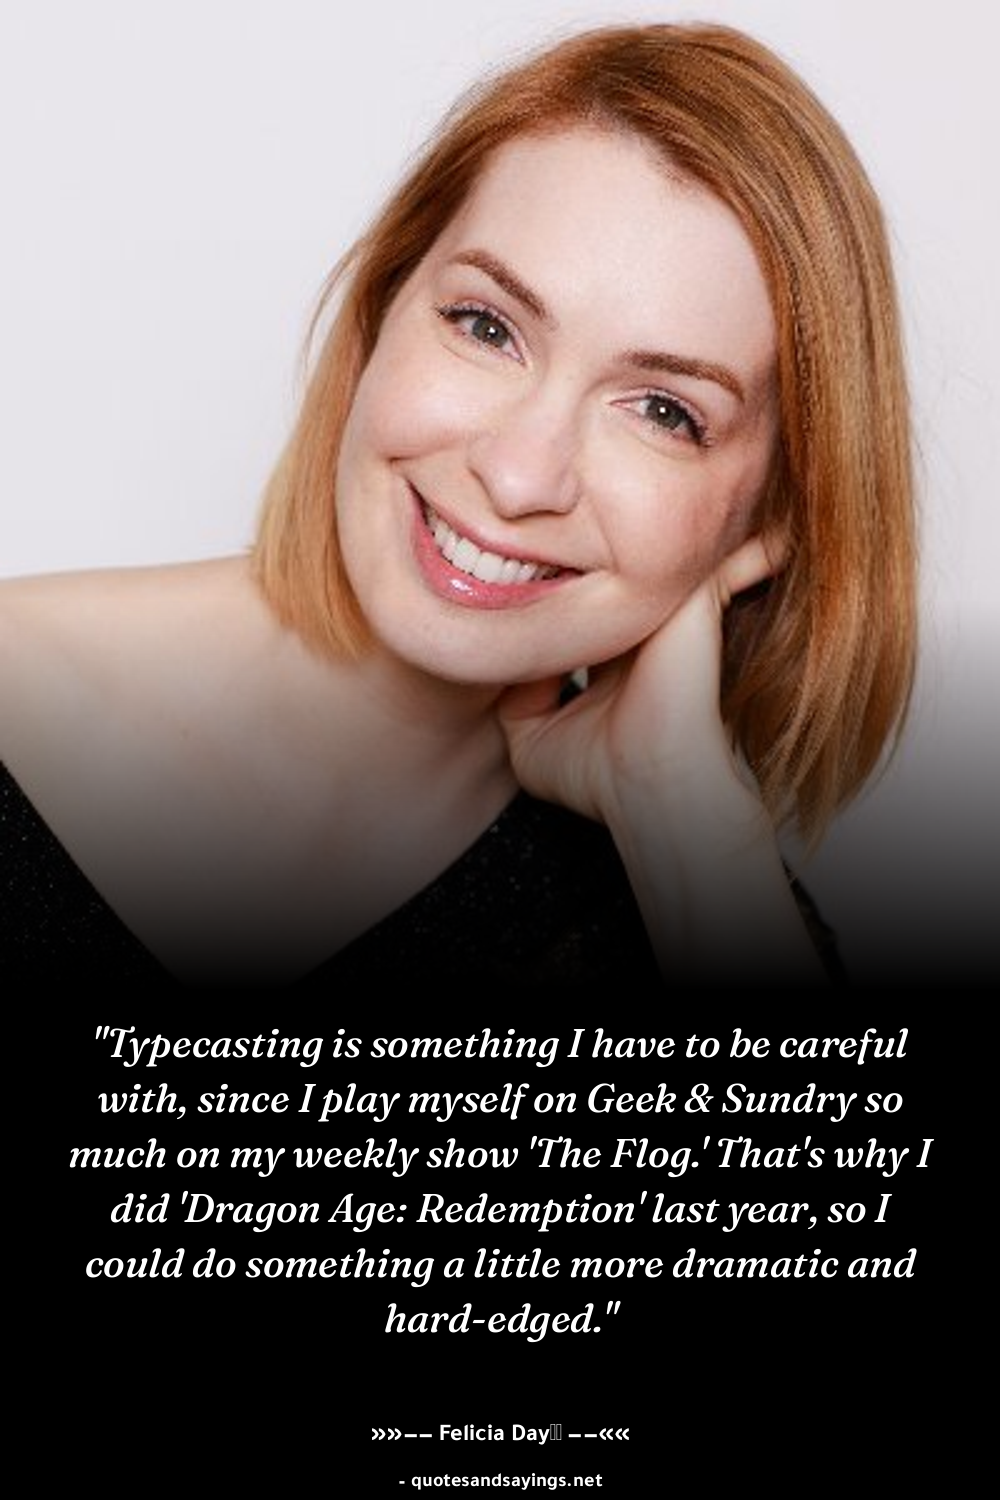 "Typecasting is something I have to be careful
with, since I play myself on Geek & Sundry so
much on my weekly show 'The Flog.' That's why I
did 'Dragon Age: Redemption' last year, so I
could do something a little more dramatic and
hard-edged."
»»−− Felicia Day −−««
- quotesandsayings.net